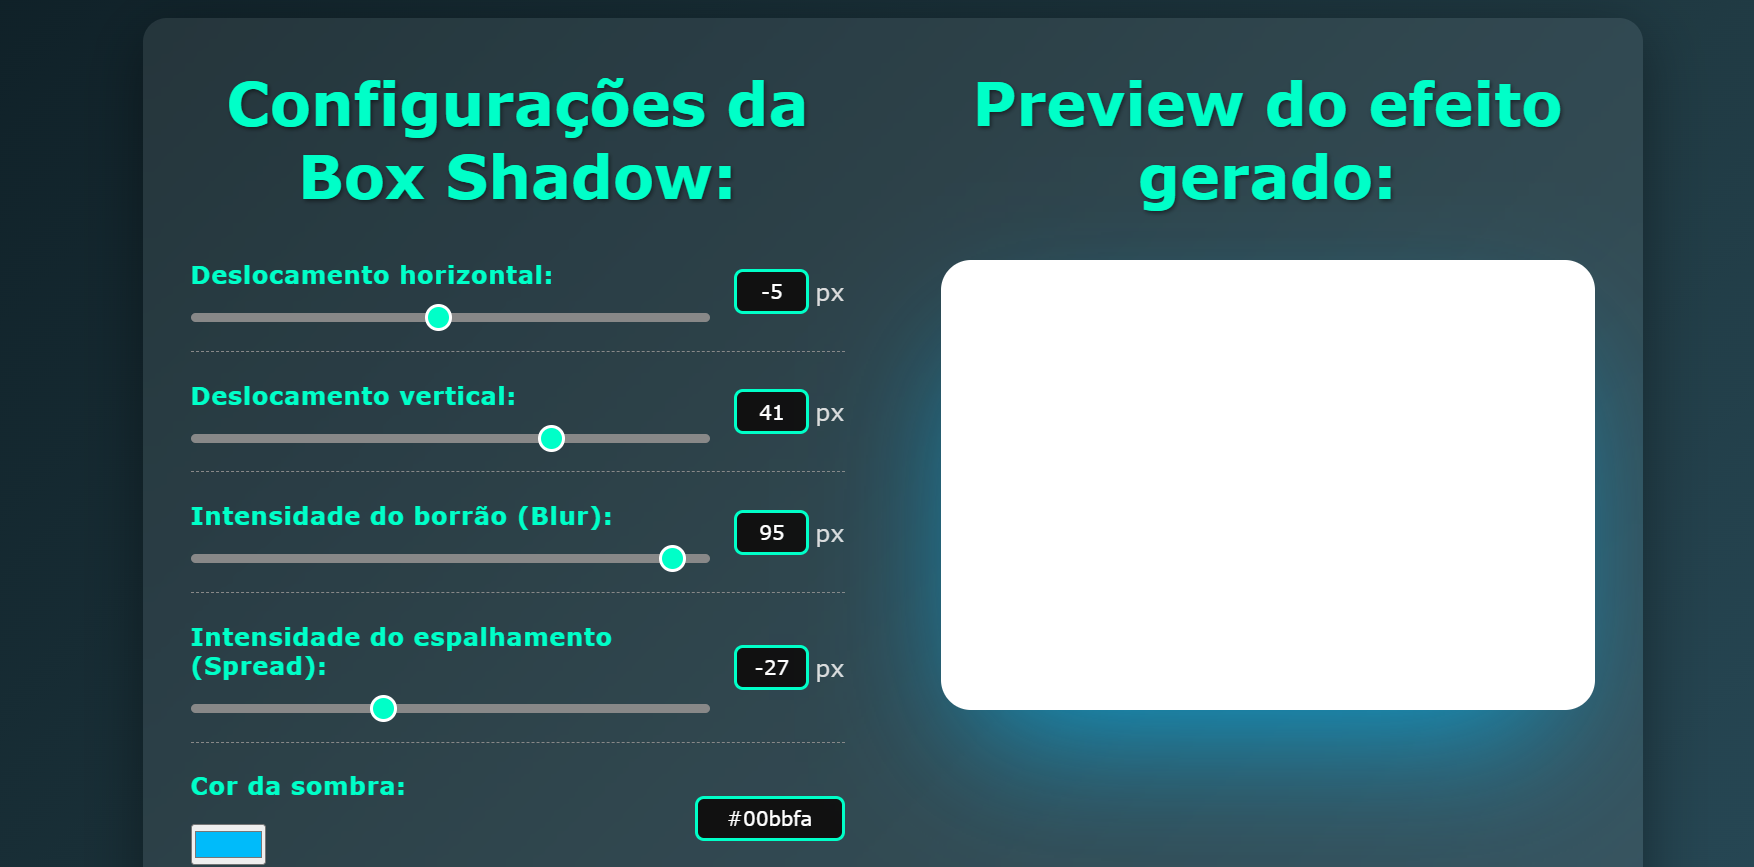 Configurações da
Box Shadow:
Deslocamento horizontal:
-5 px
Deslocamento vertical:
41 px
Intensidade do borrão (Blur):
95 px
Intensidade do espalhamento
(Spread):
-27 px
Cor da sombra:
#00bbfa
Preview do efeito
gerado: